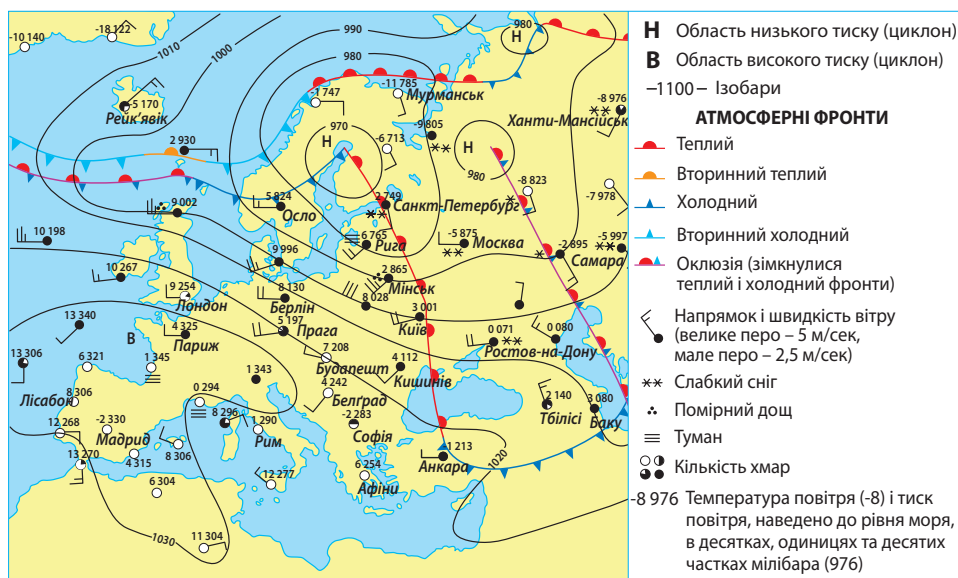 -10 140
-18 122
1010
1000
990
980
980
Н
-5 170
Рейк'явік
-1 747
-11 785
Мурманськ
-9 805
-8 976
Ханти-Мансійськ
2 930
970
Н
-6 713
Н
980
-8 823
-7 978
9 002
5 824
Осло
2 749
Санкт-Петербург
10 198
6 765
Рига
-5 875
Москва
-2 895
-5 997
Самара
9 996
10 267
9 254
Лондон
8 130
Берлін
2 865
Мінськ
8 028
3 001
Київ
13 340
4 325
Париж
5 197
Прага
0 071
0 080
Ростов-на-Дону
В
13 306
6 321
1 345
7 208
Будапешт
4 112
Кишинів
Лісабон
8 306
0 294
1 343
4 242
Белград
2 140
Тбілісі
3 080
Баку
12 268
-2 330
Мадрид
8 296
1 290
Рим
-2 283
Софія
1 213
Анкара
1020
13 270
4 315
8 306
12 277
6 254
Афіни
6 304
1030
11 304
Н Область низького тиску (циклон)
В Область високого тиску (циклон)
–1100– Ізобари
АТМОСФЕРНІ ФРОНТИ
Теплий
Вторинний теплий
Холодний
Вторинний холодний
Оклюзія (зімкнулися
теплий і холодний фронти)
Напрямок і швидкість вітру
(велике перо – 5 м/сек,
мале перо – 2,5 м/сек)
Слабкий сніг
Помірний дощ
Туман
Кількість хмар
-8 976 Температура повітря (-8) і тиск
повітря, наведено до рівня моря,
в десятках, одиницях та десятих
частках мілібара (976)